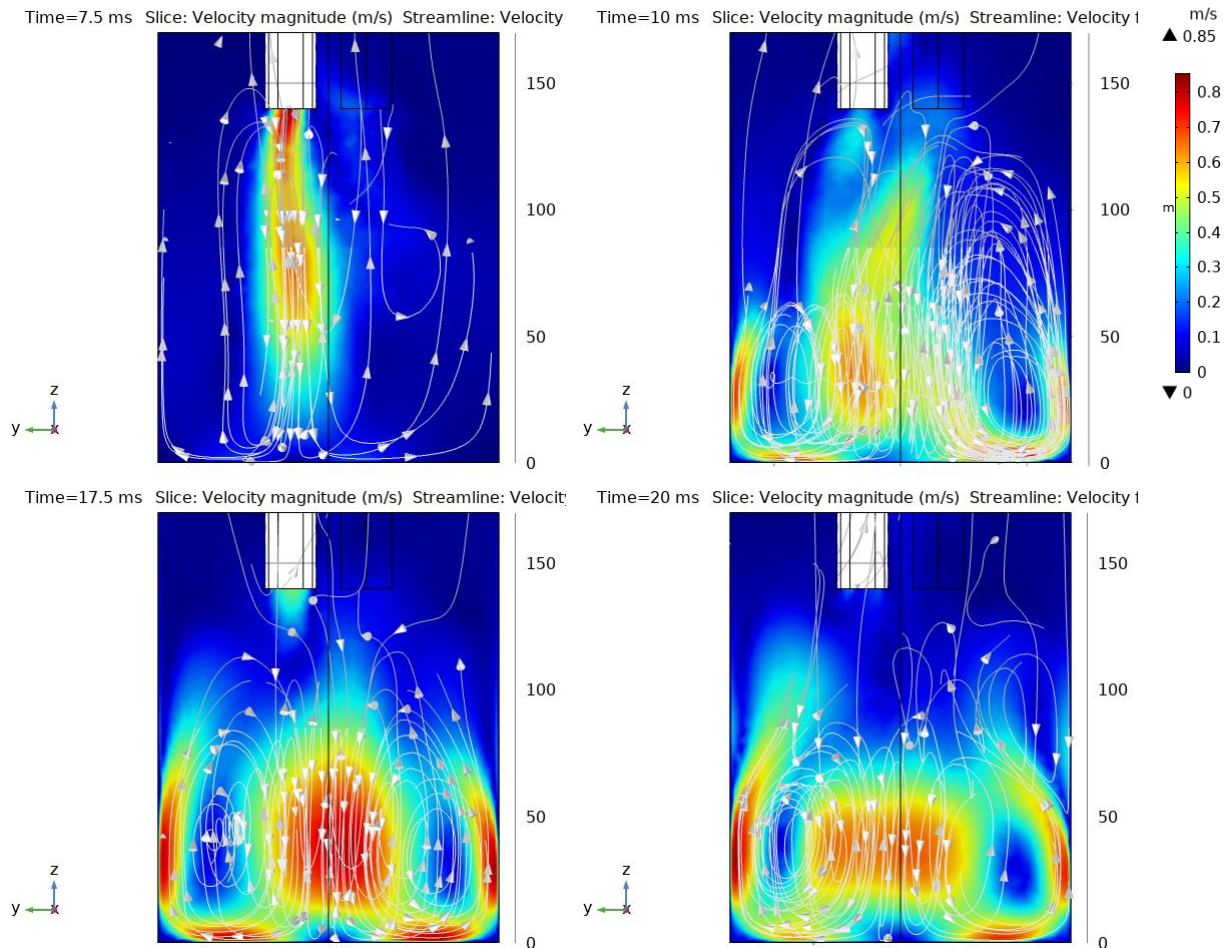 Time=7.5 ms Slice: Velocity magnitude (m/s) Streamline: Velocity
150
100
50
0
z
y
x
Time=10 ms Slice: Velocity magnitude (m/s) Streamline: Velocity f
150
100
m
50
0
z
y
x
m/s
0.85
0.8
0.7
0.6
0.5
0.4
0.3
0.2
0.1
0
0
Time=17.5 ms Slice: Velocity magnitude (m/s) Streamline: Velocity
150
100
50
0
z
y
x
Time=20 ms Slice: Velocity magnitude (m/s) Streamline: Velocity f
150
100
50
0
z
y
x